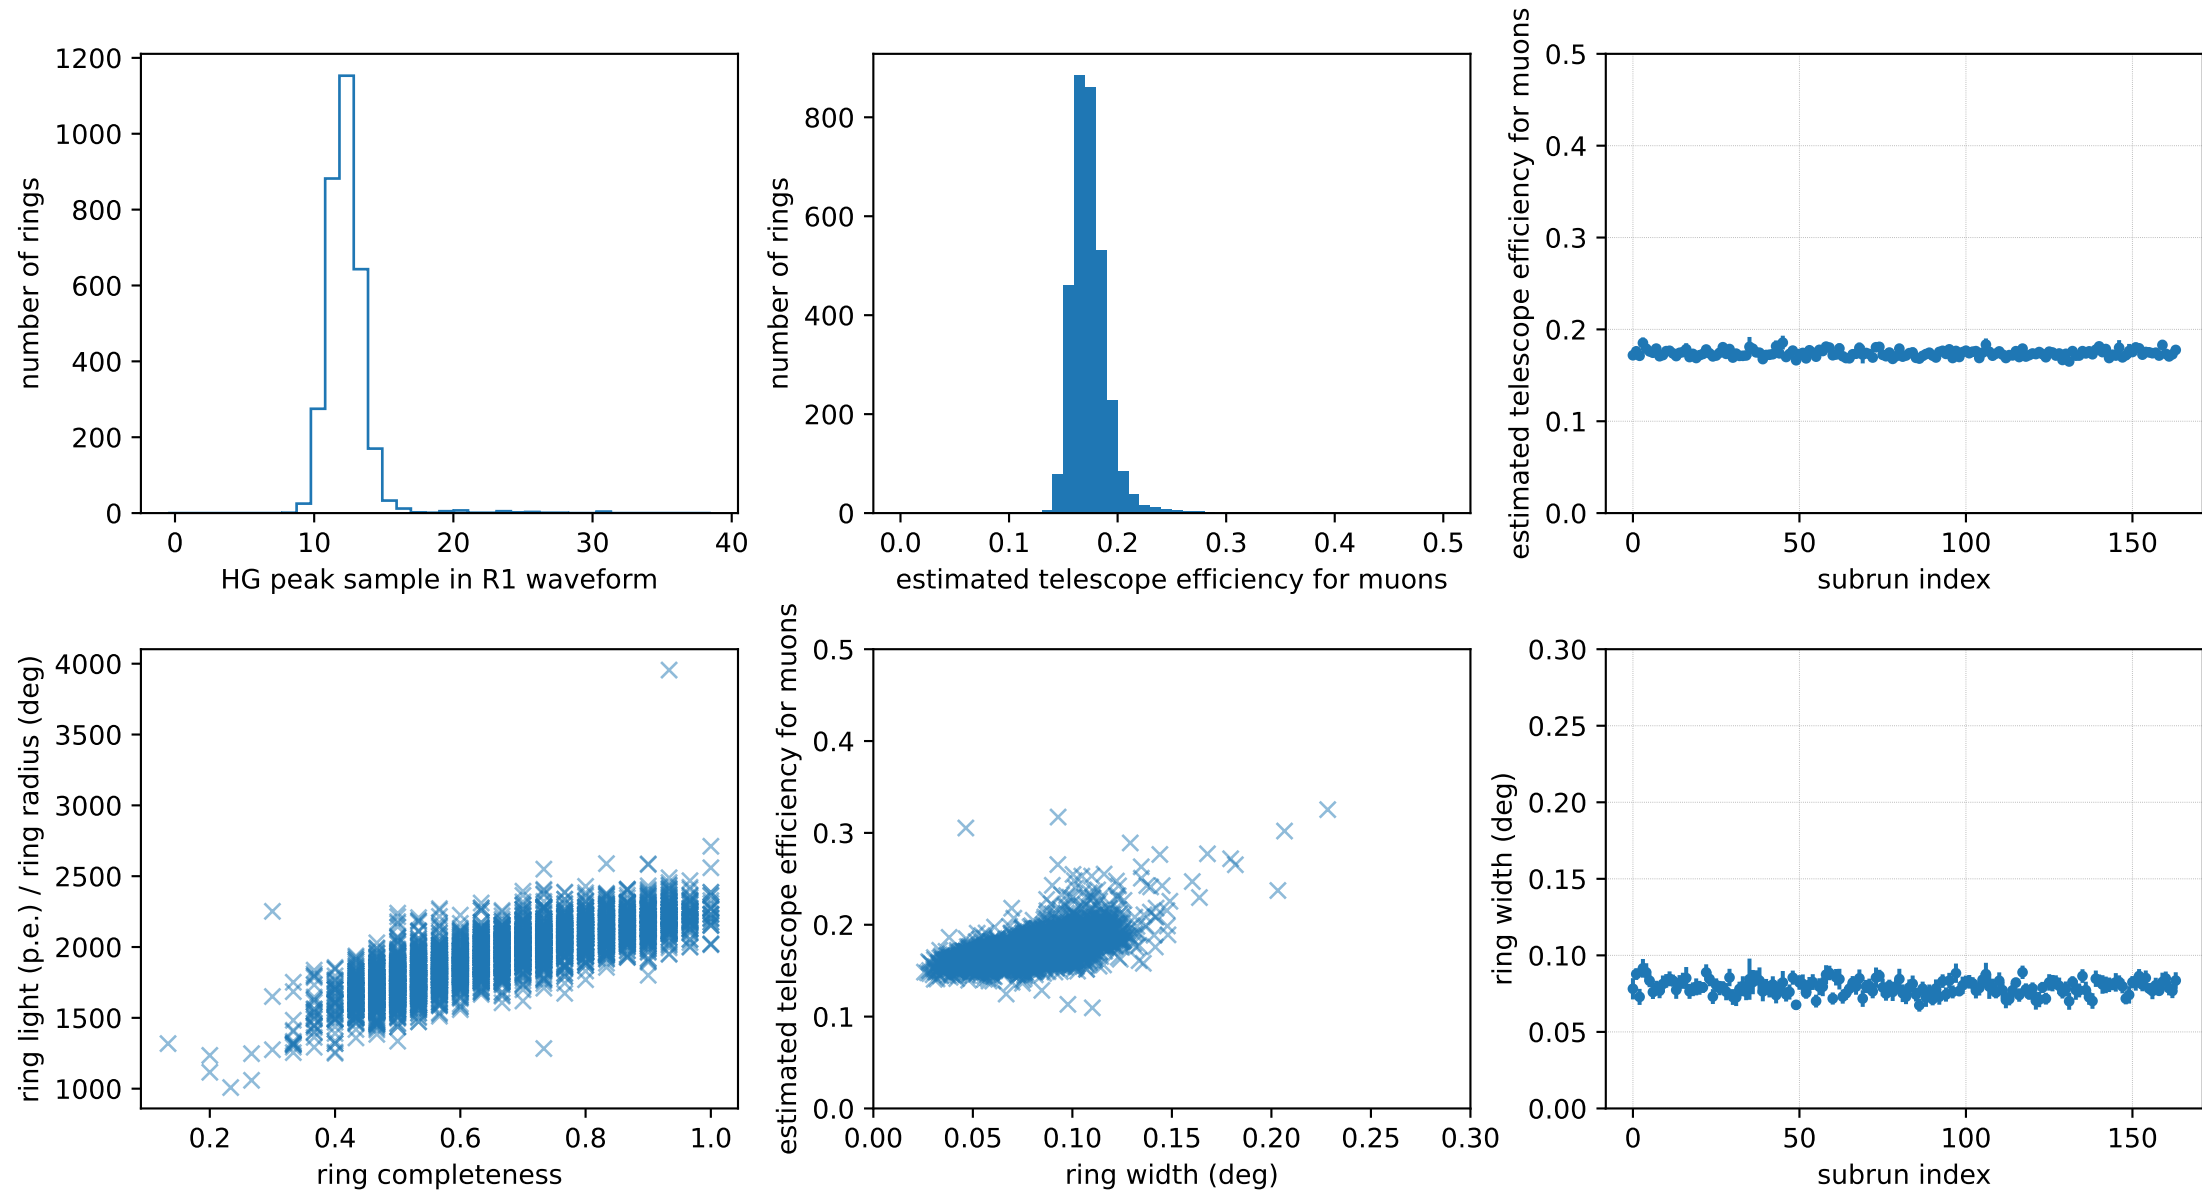 1200
1000
800
600
400
200
0
number of rings
0 10 20 30 40
HG peak sample in R1 waveform
800
600
400
200
0
number of rings
0.0 0.1 0.2 0.3 0.4 0.5
estimated telescope efficiency for muons
0.5
0.4
0.3
0.2
0.1
0.0
estimated telescope efficiency for muons
0 50 100 150
subrun index
4000
3500
3000
2500
2000
1500
1000
ring light (p.e.) / ring radius (deg)
0.2 0.4 0.6 0.8 1.0
ring completeness
0.5
0.4
0.3
0.2
0.1
0.0
estimated telescope efficiency for muons
0.00 0.05 0.10 0.15 0.20 0.25 0.30
ring width (deg)
0.30
0.25
0.20
0.15
0.10
0.05
0.00
ring width (deg)
0 50 100 150
subrun index